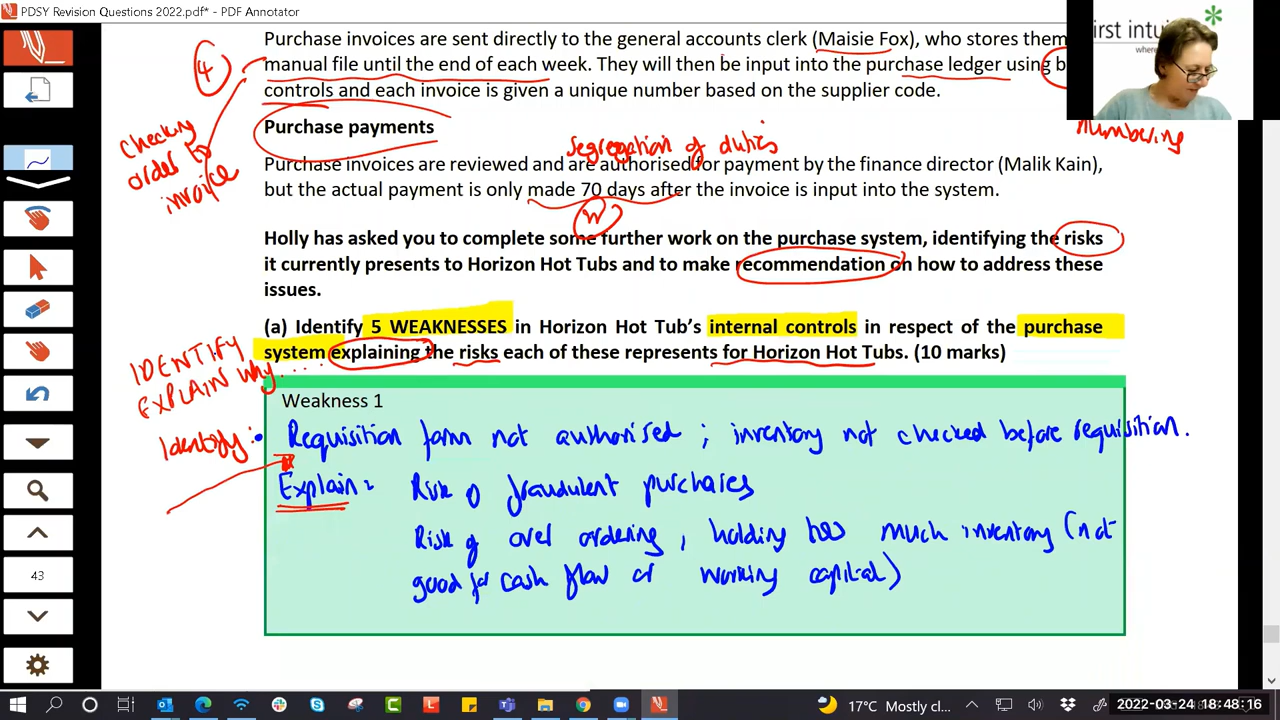 PDSY Revision Questions 2022.pdf* - PDF Annotator
first intuition
Purchase invoices are sent directly to the general accounts clerk (Maisie Fox), who stores them
manual file until the end of each week. They will then be input into the purchase ledger using b
controls and each invoice is given a unique number based on the supplier code.
4
checking
order to
invoice
numbering
Purchase payments
segregation of duties
Purchase invoices are reviewed and are authorised for payment by the finance director (Malik Kain),
but the actual payment is only made 70 days after the invoice is input into the system.
W
Holly has asked you to complete some further work on the purchase system, identifying the risks
it currently presents to Horizon Hot Tubs and to make recommendation on how to address these
issues.
(a) Identify 5 WEAKNESSES in Horizon Hot Tub's internal controls in respect of the purchase
system explaining the risks each of these represents for Horizon Hot Tubs. (10 marks)
IDENTIFY
EXPLAIN why....
Weakness 1
Identify:
Requisition form not authorised ; inventory not checked before requisition.
Explain: Risk of fraudulent purchases
Risk of over ordering, holding too much inventory (not
good for cash flow or working capital)
43
17°C Mostly cl...
2022-03-24 18:48:16